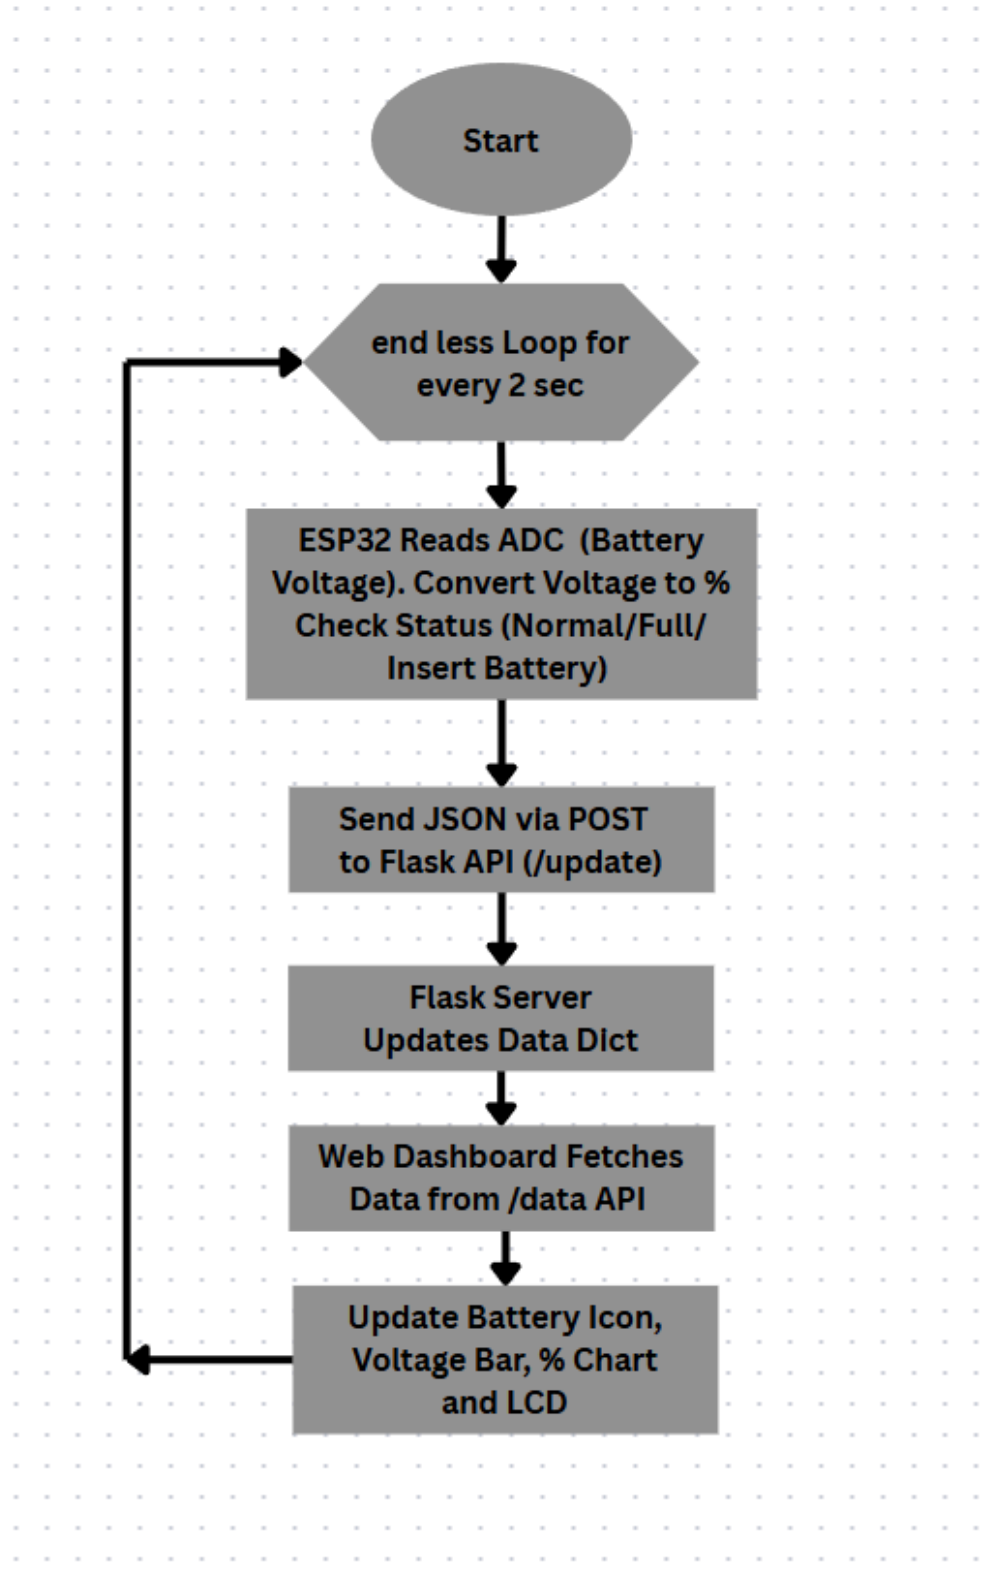 Start
end less Loop for
every 2 sec
ESP32 Reads ADC  (Battery
Voltage). Convert Voltage to %
Check Status (Normal/Full/
Insert Battery)
Send JSON via POST
to Flask API (/update)
Flask Server
Updates Data Dict
Web Dashboard Fetches
Data from /data API
Update Battery Icon,
Voltage Bar, % Chart
and LCD